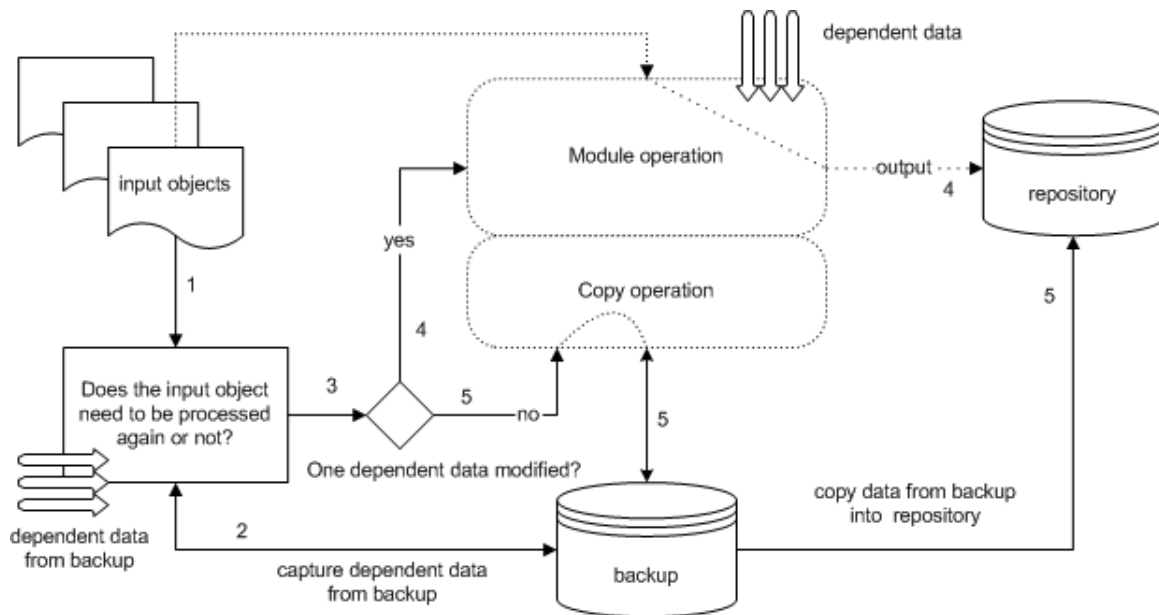 dependent data
input objects
Module operation
output
4
repository
yes
1
Copy operation
5
4
Does the input object
need to be processed
again or not?
3
5
no
5
One dependent data modified?
copy data from backup
into repository
dependent data
from backup
2
capture dependent data
from backup
backup